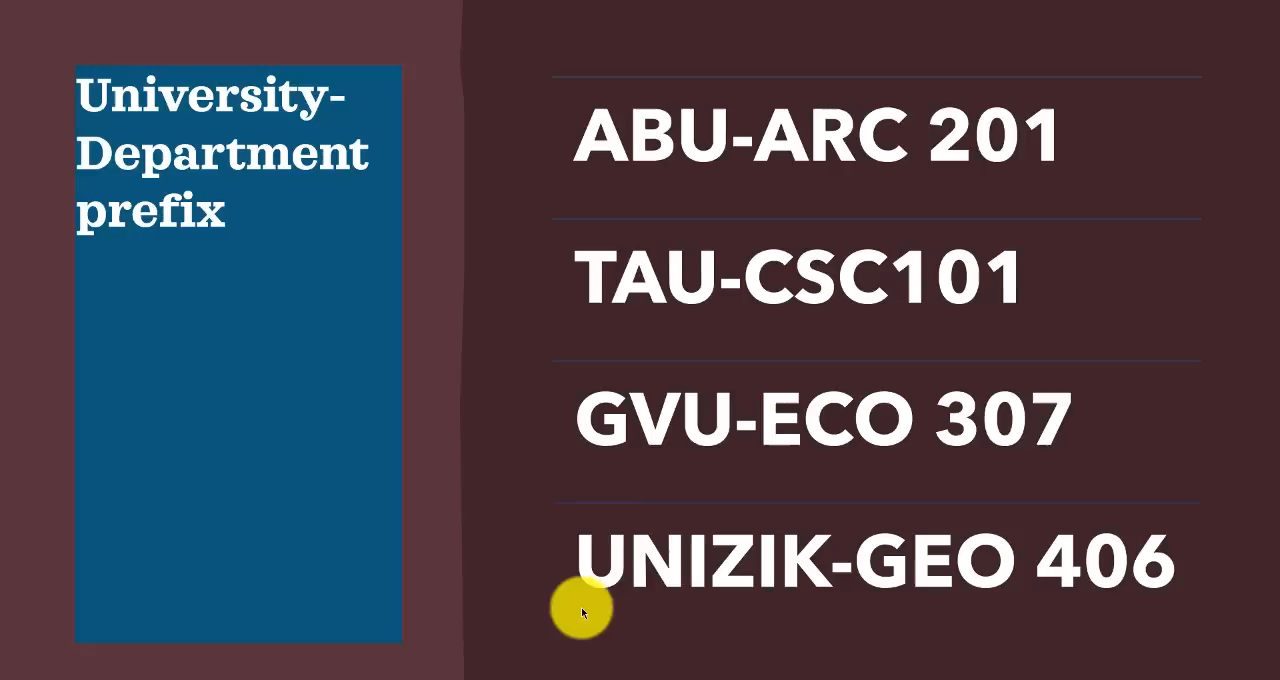 University-
Department
prefix
ABU-ARC 201
TAU-CSC101
GVU-ECO 307
UNIZIK-GEO 406